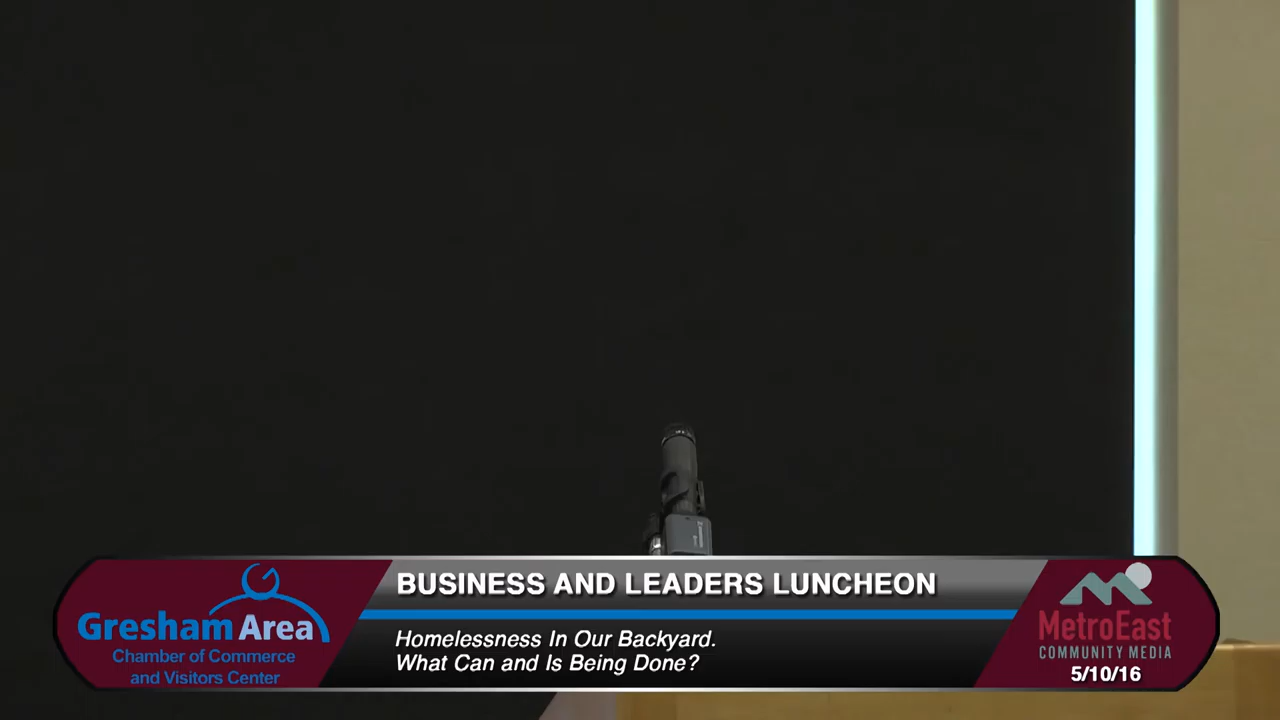 BUSINESS AND LEADERS LUNCHEON
Homelessness In Our Backyard.
What Can and Is Being Done?
Gresham Area
Chamber of Commerce
and Visitors Center
MetroEast
COMMUNITY MEDIA
5/10/16